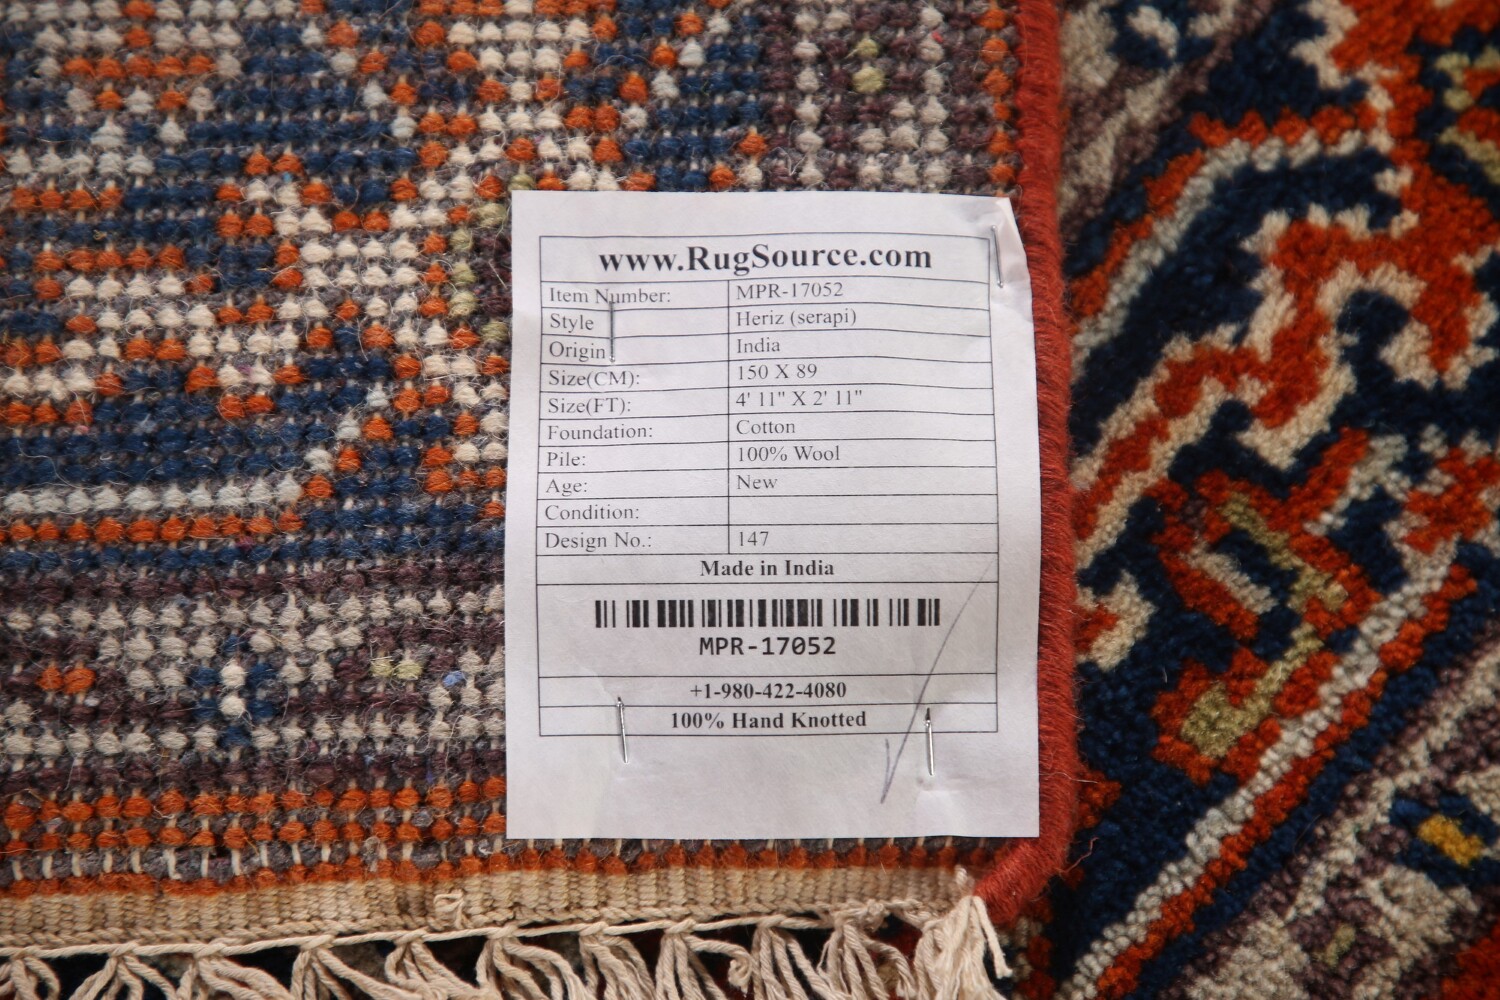 www.RugSource.com
Item Number: MPR-17052
Style Heriz (serapi)
Origin India
Size(CM): 150 X 89
Size(FT): 4' 11" X 2' 11"
Foundation: Cotton
Pile: 100% Wool
Age: New
Condition:
Design No.: 147
Made in India
MPR-17052
+1-980-422-4080
100% Hand Knotted